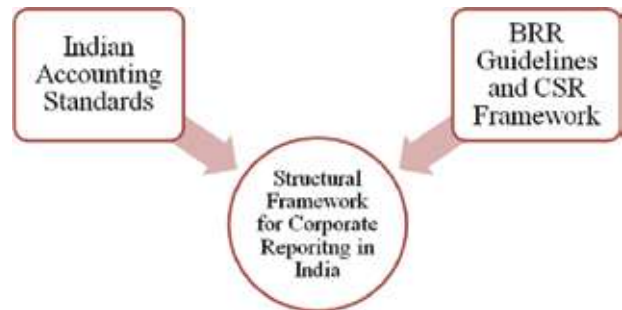 Indian
Accounting
Standards
BRR
Guidelines
and CSR
Framework
Structural
Framework
for Corporate
Reporitng in
India